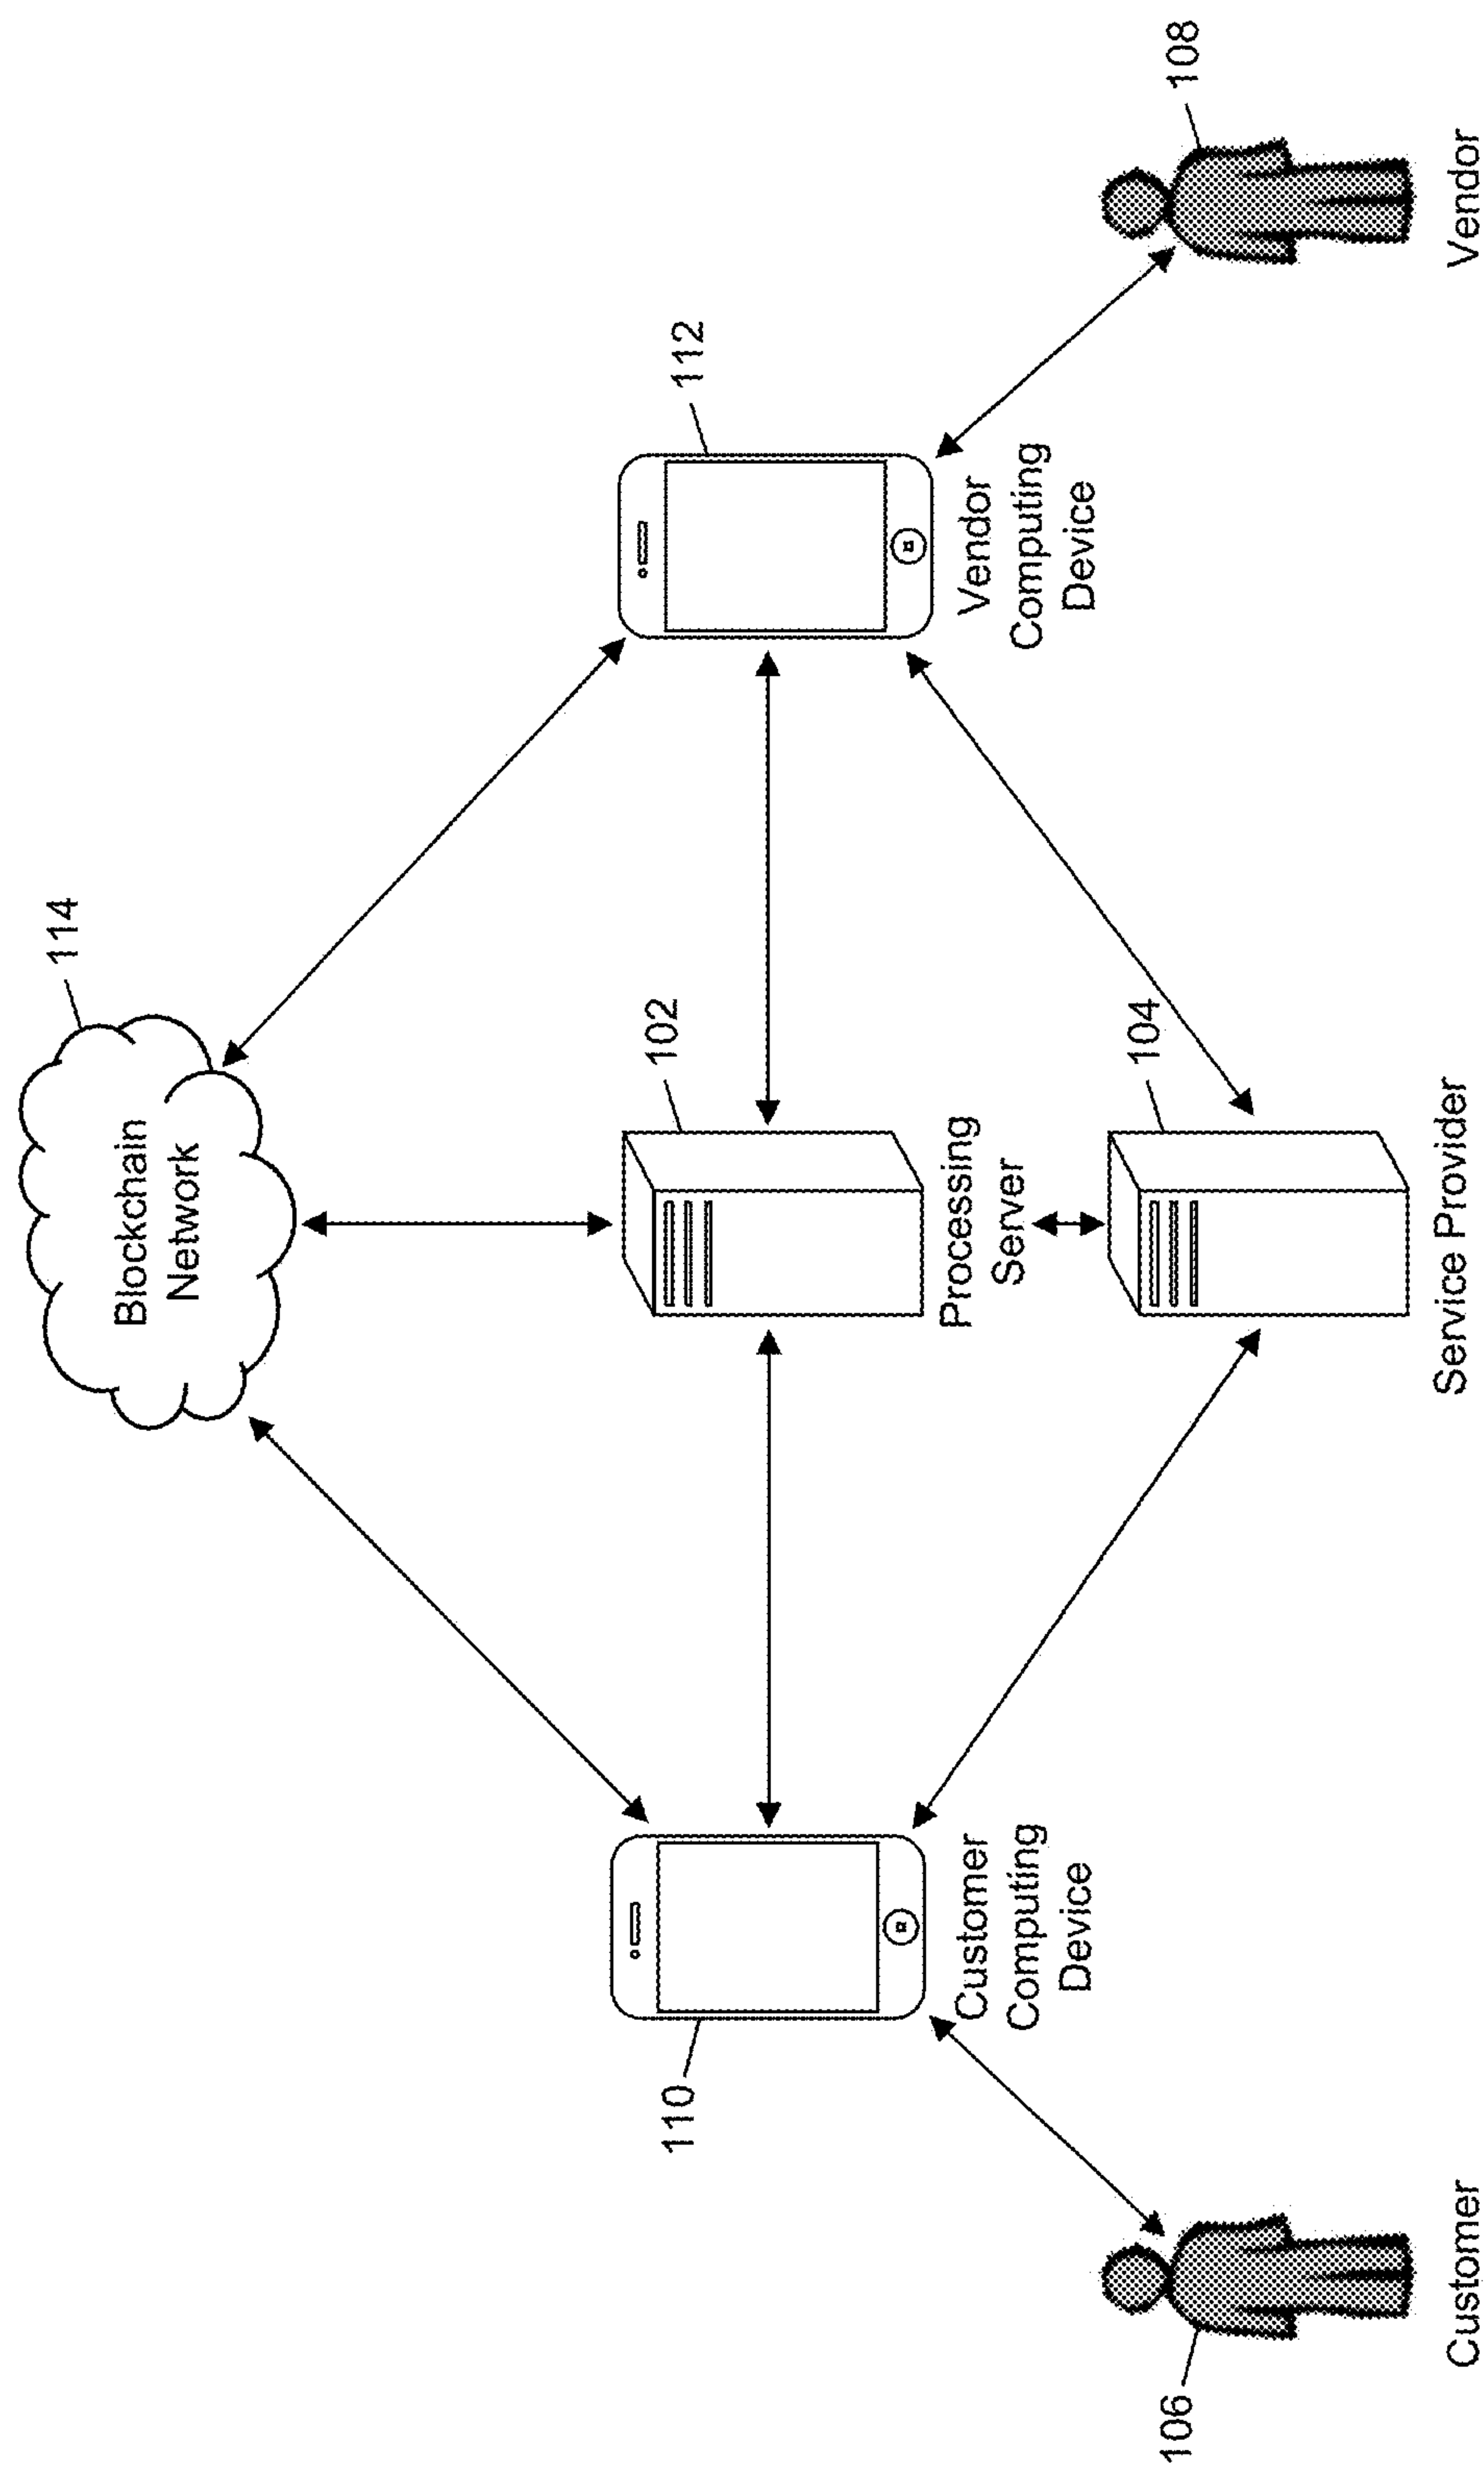 114
Blockchain
Network
102
Processing
Server
104
Service Provider
110
Customer
Computing
Device
112
Vendor
Computing
Device
106
Customer
108
Vendor